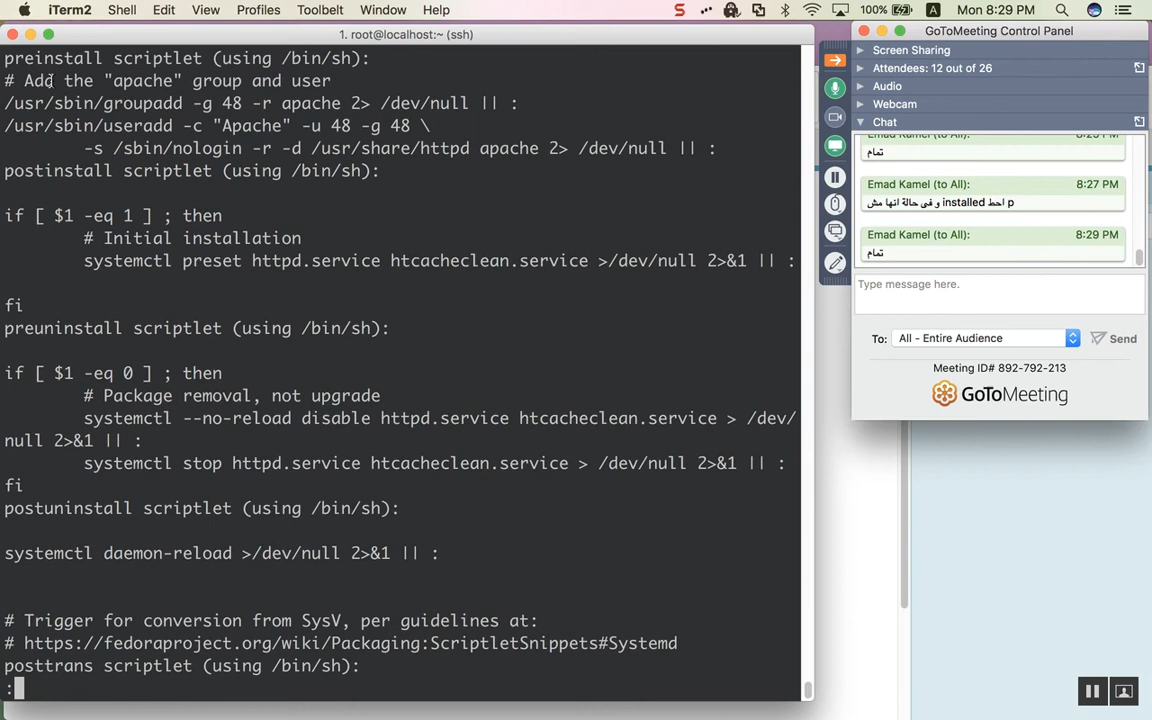 iTerm2 Shell Edit View Profiles Toolbelt Window Help
100% A Mon 8:29 PM
1. root@localhost:~ (ssh)
preinstall scriptlet (using /bin/sh):
# Add the "apache" group and user
/usr/sbin/groupadd -g 48 -r apache 2> /dev/null || :
/usr/sbin/useradd -c "Apache" -u 48 -g 48 \
-s /sbin/nologin -r -d /usr/share/httpd apache 2> /dev/null || :
postinstall scriptlet (using /bin/sh):
if [ $1 -eq 1 ] ; then
# Initial installation
systemctl preset httpd.service htcacheclean.service >/dev/null 2>&1 || :
fi
preuninstall scriptlet (using /bin/sh):
if [ $1 -eq 0 ] ; then
# Package removal, not upgrade
systemctl --no-reload disable httpd.service htcacheclean.service > /dev/
null 2>&1 || :
systemctl stop httpd.service htcacheclean.service > /dev/null 2>&1 || :
fi
postuninstall scriptlet (using /bin/sh):
systemctl daemon-reload >/dev/null 2>&1 || :
# Trigger for conversion from SysV, per guidelines at:
# https://fedoraproject.org/wiki/Packaging:ScriptletSnippets#Systemd
posttrans scriptlet (using /bin/sh):
:
GoToMeeting Control Panel
Screen Sharing
Attendees: 12 out of 26
Audio
Webcam
Chat
Emad Kamel (to All): 8:25 PM
تمام
Emad Kamel (to All): 8:27 PM
و فى حالة انها مش installed احط p
Emad Kamel (to All): 8:29 PM
تمام
Type message here.
To: All - Entire Audience Send
Meeting ID# 892-792-213
GoToMeeting